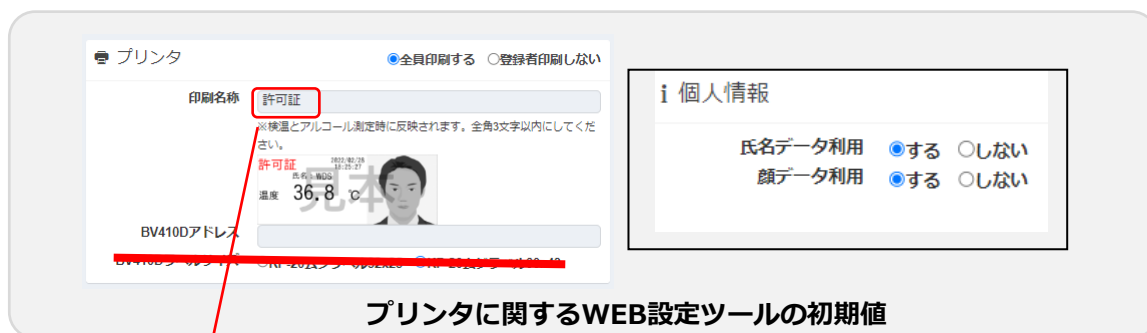 プリンタ
全員印刷する 登録者印刷しない
印刷名称
許可証
※検温とアルコール測定時に反映されます。全角3文字以内にしてください。
許可証
2022/02/25
氏名:WDS
見本
温度 36.8 ℃
BV410Dアドレス
i 個人情報
氏名データ利用 する しない
顔データ利用 する しない
プリンタに関するWEB設定ツールの初期値